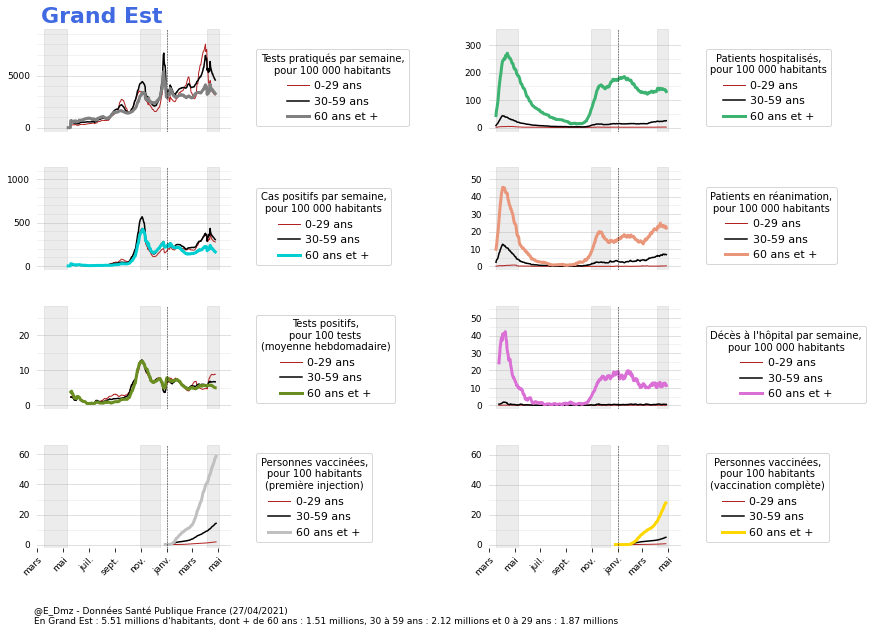 Grand Est
Tests pratiqués par semaine,
pour 100 000 habitants
0-29 ans
30-59 ans
60 ans et +
5000
0
Patients hospitalisés,
pour 100 000 habitants
0-29 ans
30-59 ans
60 ans et +
300
200
100
0
Cas positifs par semaine,
pour 100 000 habitants
0-29 ans
30-59 ans
60 ans et +
1000
500
0
Patients en réanimation,
pour 100 000 habitants
0-29 ans
30-59 ans
60 ans et +
50
40
30
20
10
0
Tests positifs,
pour 100 tests
(moyenne hebdomadaire)
0-29 ans
30-59 ans
60 ans et +
20
10
0
Décès à l'hôpital par semaine,
pour 100 000 habitants
0-29 ans
30-59 ans
60 ans et +
50
40
30
20
10
0
Personnes vaccinées,
pour 100 habitants
(première injection)
0-29 ans
30-59 ans
60 ans et +
60
40
20
0
mars mai juil. sept. nov. janv. mars mai
Personnes vaccinées,
pour 100 habitants
(vaccination complète)
0-29 ans
30-59 ans
60 ans et +
60
40
20
0
mars mai juil. sept. nov. janv. mars mai
@E_Dmz - Données Santé Publique France (27/04/2021)
En Grand Est : 5.51 millions d'habitants, dont + de 60 ans : 1.51 millions, 30 à 59 ans : 2.12 millions et 0 à 29 ans : 1.87 millions